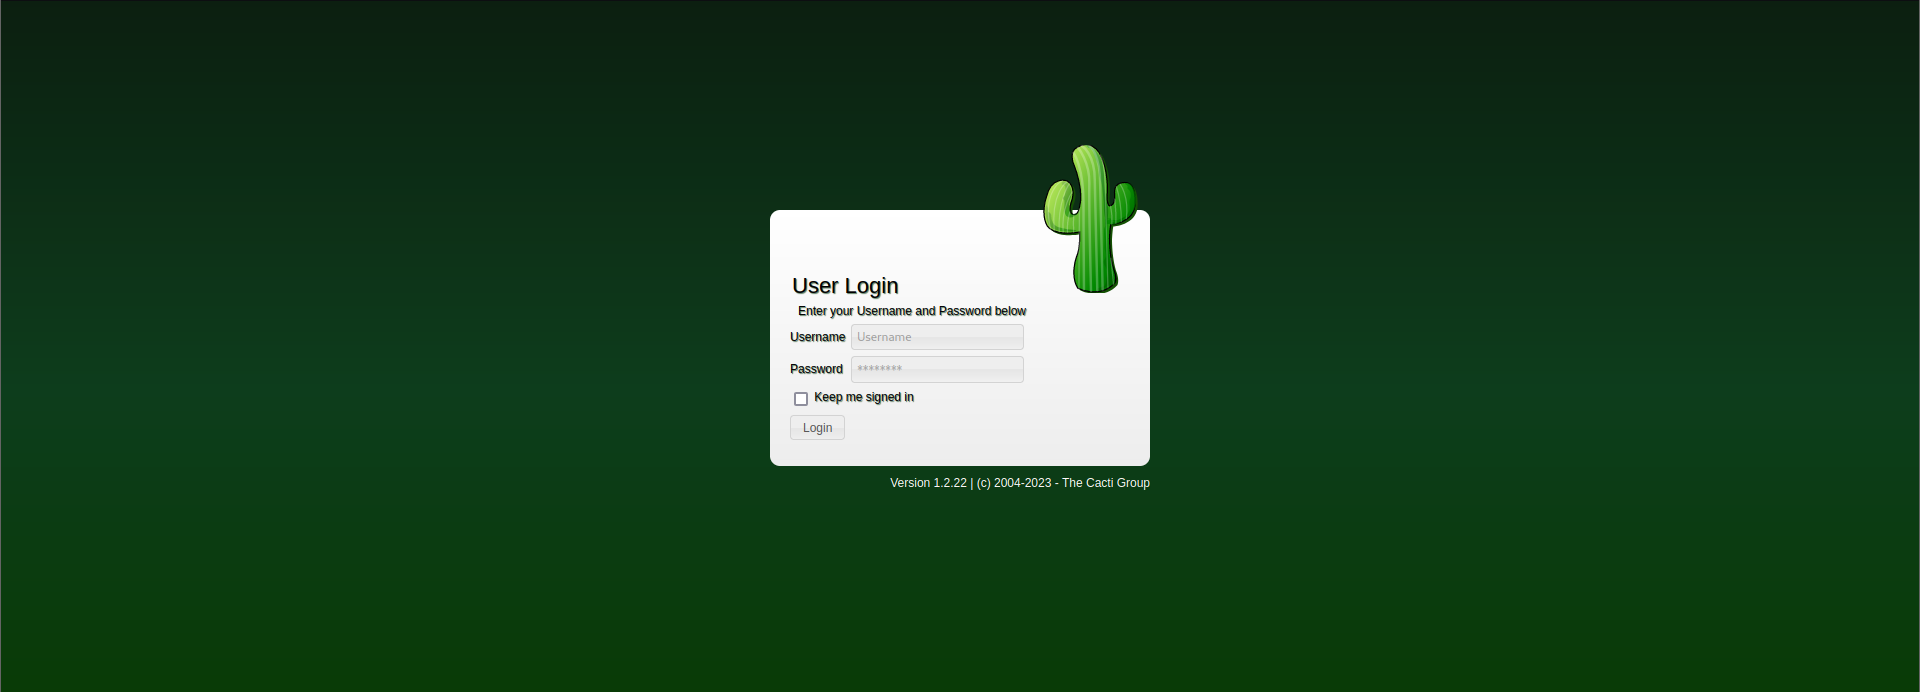 User Login
Enter your Username and Password below
Username Username
Password ********
Keep me signed in
Login
Version 1.2.22 | (c) 2004-2023 - The Cacti Group